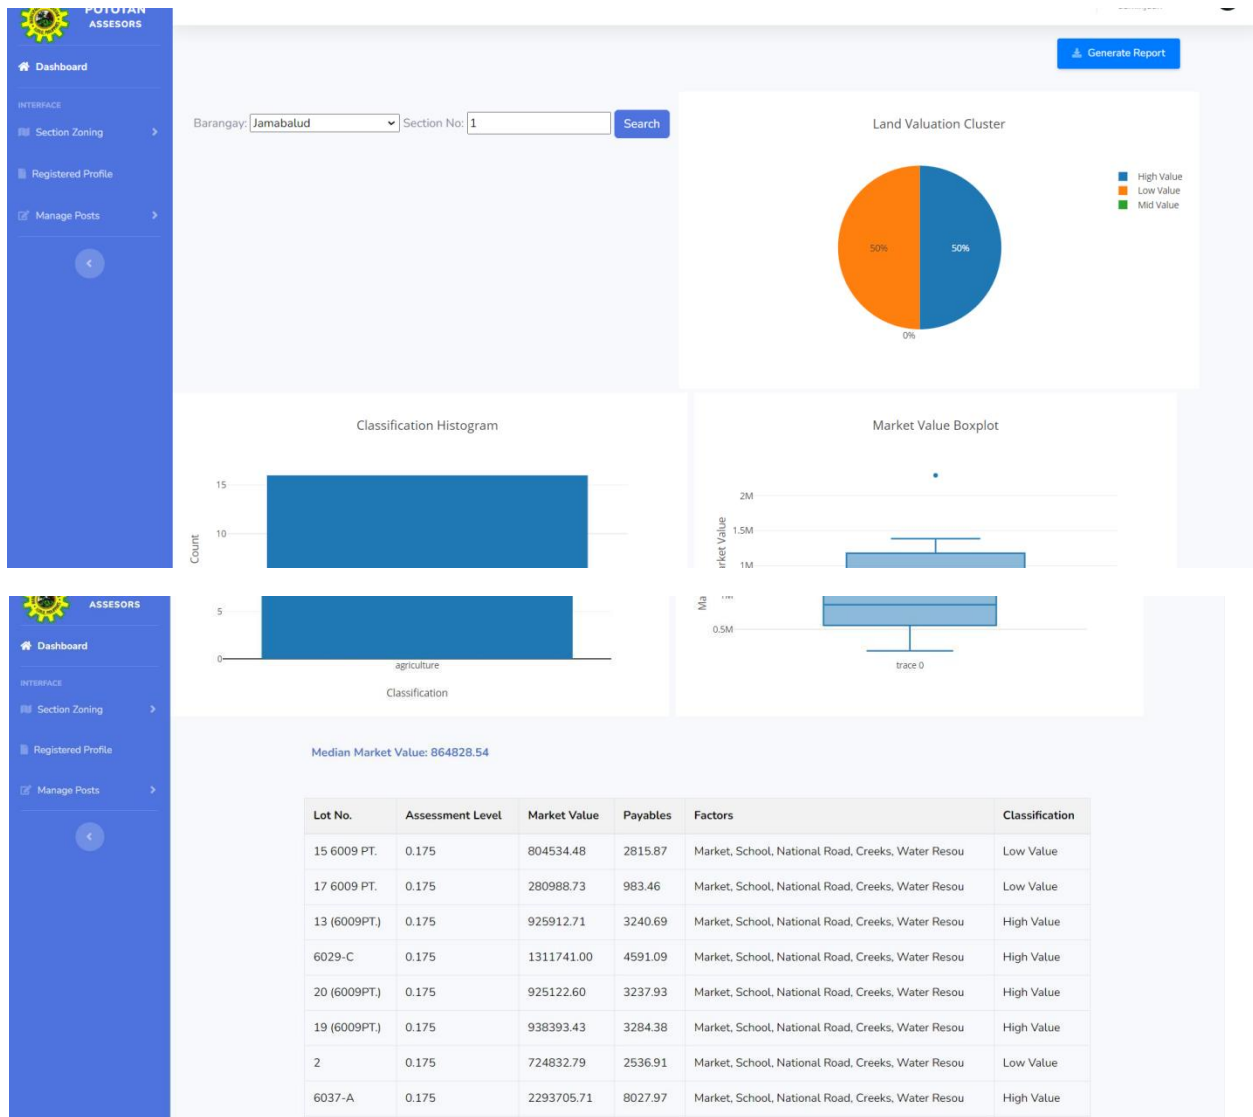 POTOTAN
ASSESORS
Generate Report
Dashboard
INTERFACE
Section Zoning
Registered Profile
Manage Posts
Barangay: Jamabalud Section No: 1 Search
Land Valuation Cluster
High Value
Low Value
Mid Value
50% 50%
0%
Classification Histogram
15
10
Count
Market Value Boxplot
2M
1.5M
1M
rket Value
ASSESORS
Dashboard
INTERFACE
Section Zoning
Registered Profile
Manage Posts
5
0
agriculture
Classification
Ma
0.5M
trace 0
Median Market Value: 864828.54
Lot No. Assessment Level Market Value Payables Factors Classification
15 6009 PT. 0.175 804534.48 2815.87 Market, School, National Road, Creeks, Water Resou Low Value
17 6009 PT. 0.175 280988.73 983.46 Market, School, National Road, Creeks, Water Resou Low Value
13 (6009PT.) 0.175 925912.71 3240.69 Market, School, National Road, Creeks, Water Resou High Value
6029-C 0.175 1311741.00 4591.09 Market, School, National Road, Creeks, Water Resou High Value
20 (6009PT.) 0.175 925122.60 3237.93 Market, School, National Road, Creeks, Water Resou High Value
19 (6009PT.) 0.175 938393.43 3284.38 Market, School, National Road, Creeks, Water Resou High Value
2 0.175 724832.79 2536.91 Market, School, National Road, Creeks, Water Resou Low Value
6037-A 0.175 2293705.71 8027.97 Market, School, National Road, Creeks, Water Resou High Value